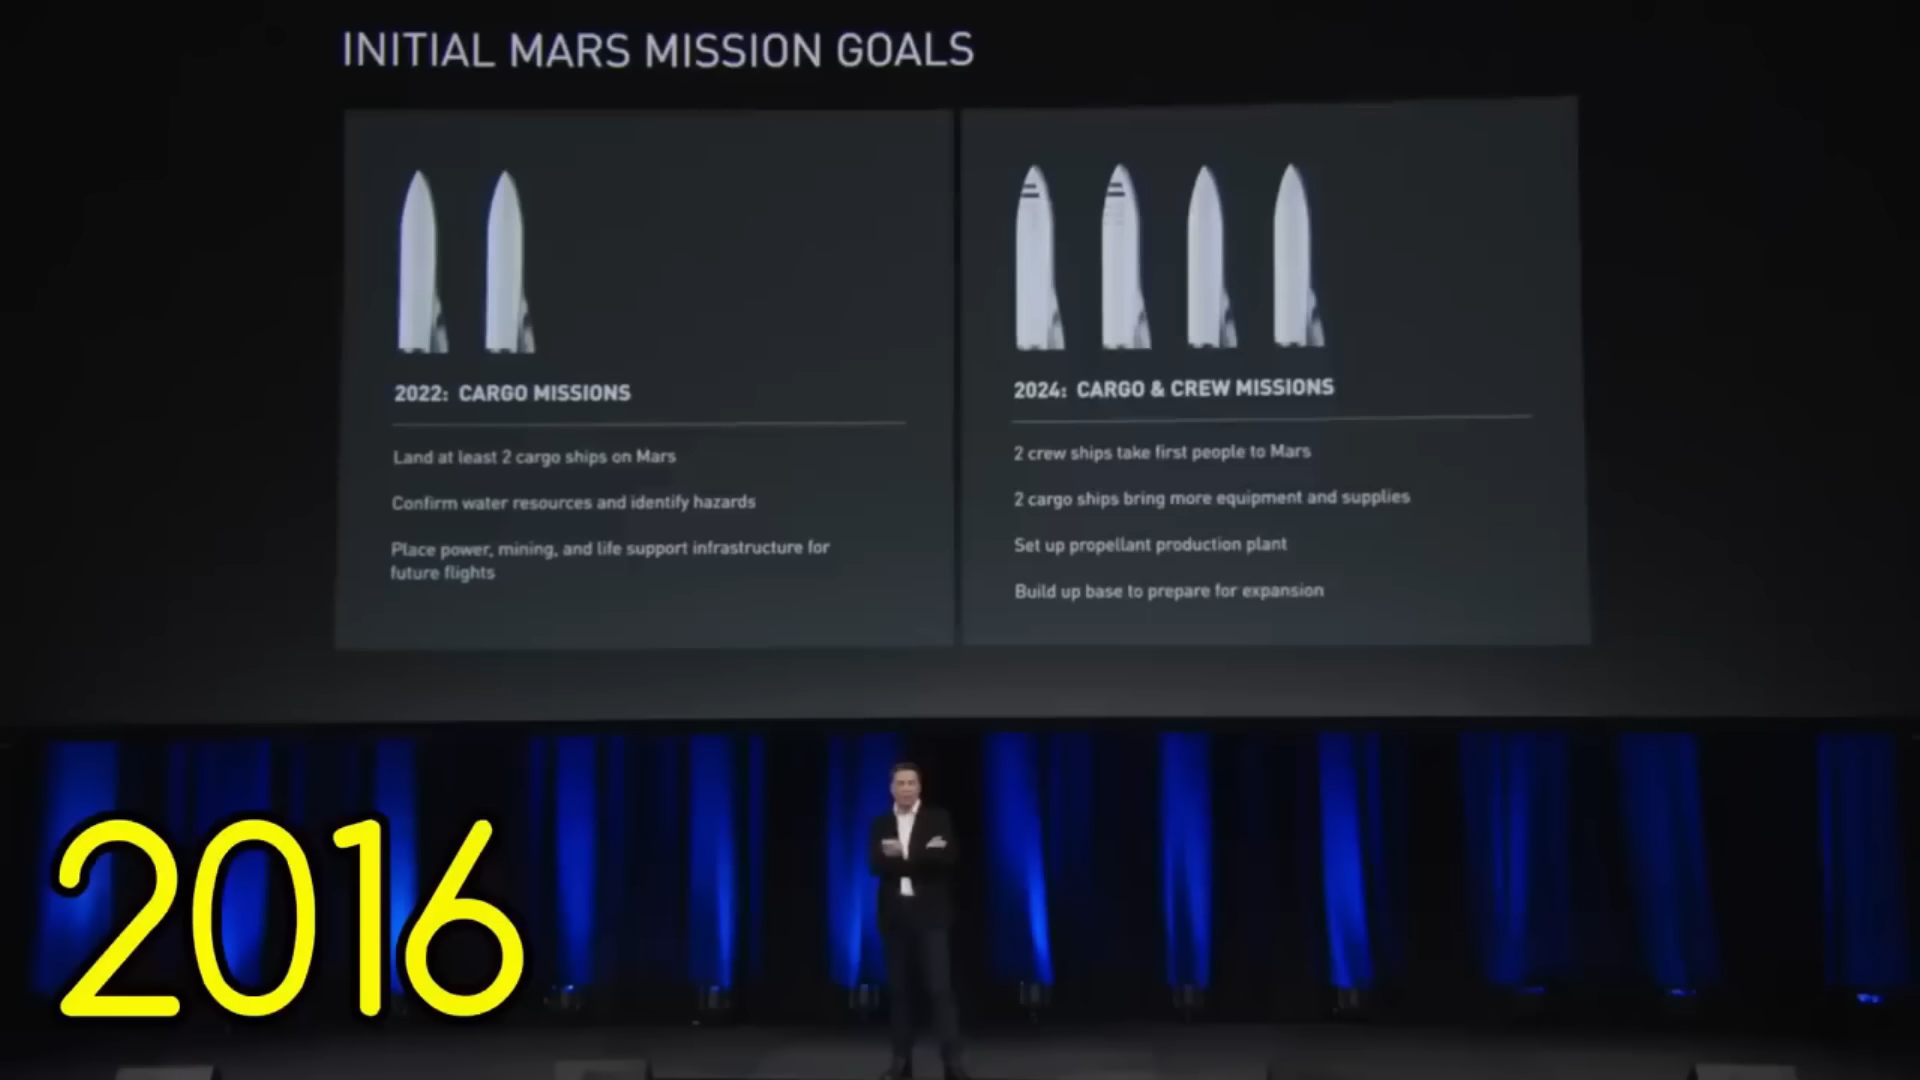 INITIAL MARS MISSION GOALS
2022: CARGO MISSIONS
Land at least 2 cargo ships on Mars
Confirm water resources and identify hazards
Place power, mining, and life support infrastructure for
future flights
2024: CARGO & CREW MISSIONS
2 crew ships take first people to Mars
2 cargo ships bring more equipment and supplies
Set up propellant production plant
Build up base to prepare for expansion
2016